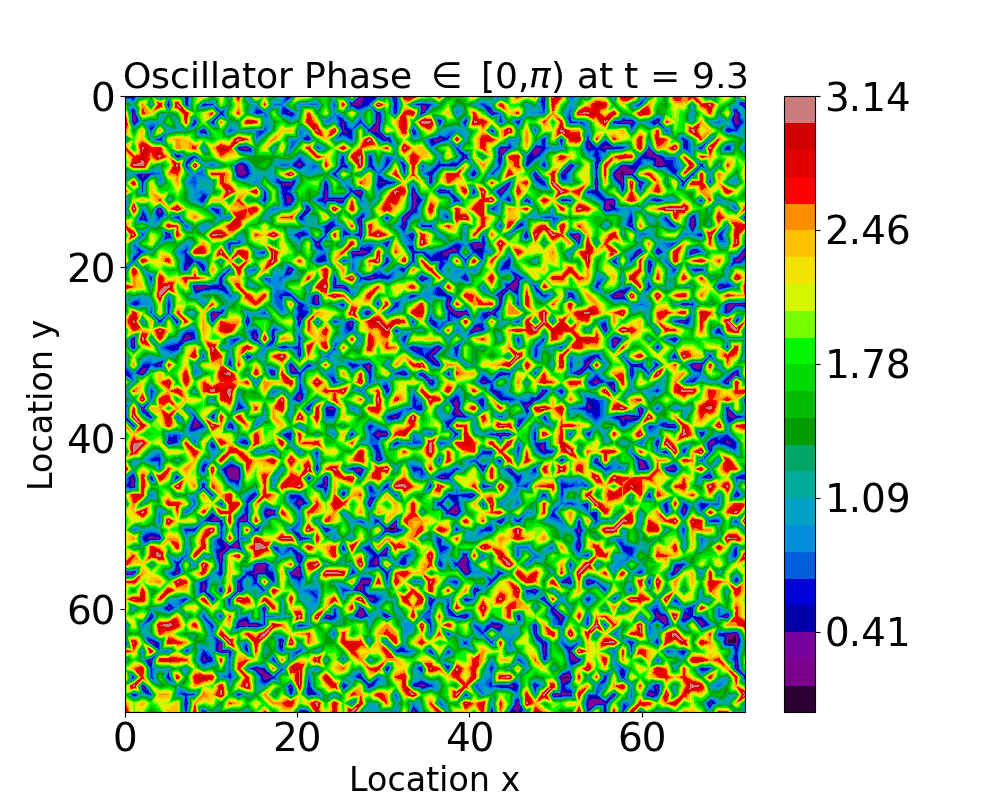 Oscillator Phase ∈ [0,π) at t = 9.3
0
20
40
60
Location y
0 20 40 60
Location x
3.14
2.46
1.78
1.09
0.41